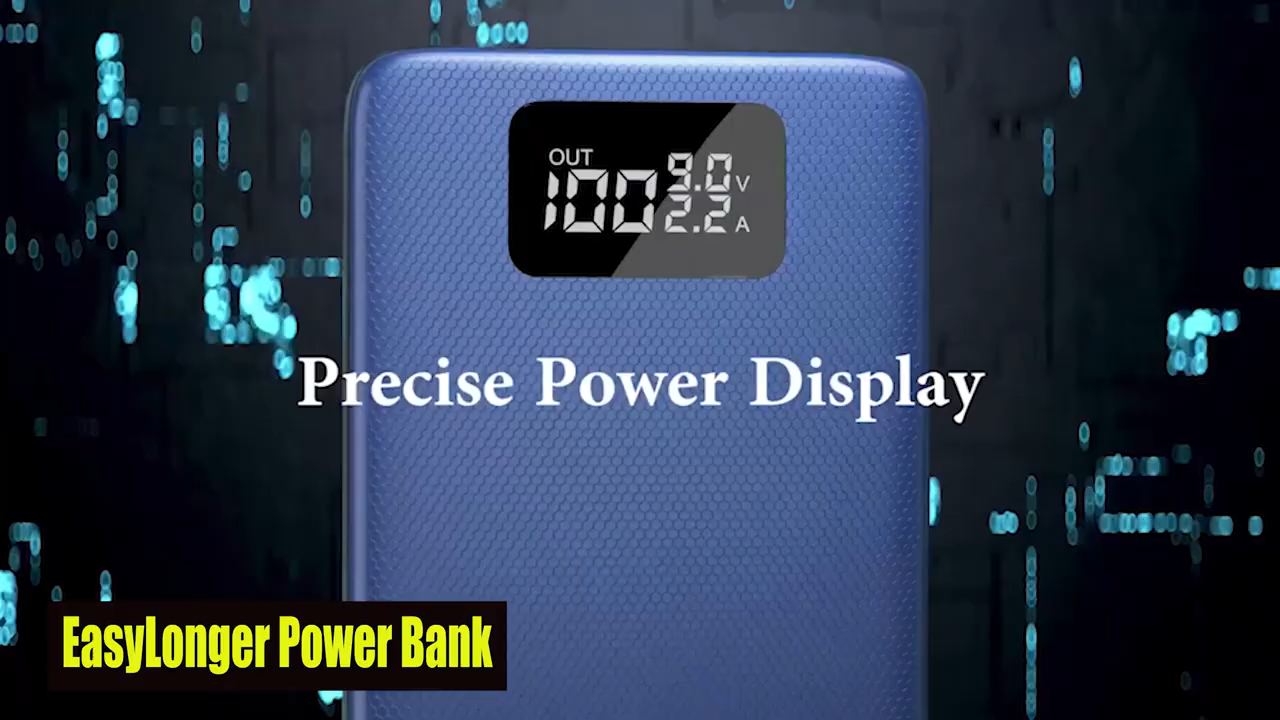 OUT
100 9.0 V
2.2 A
Precise Power Display
EasyLonger Power Bank